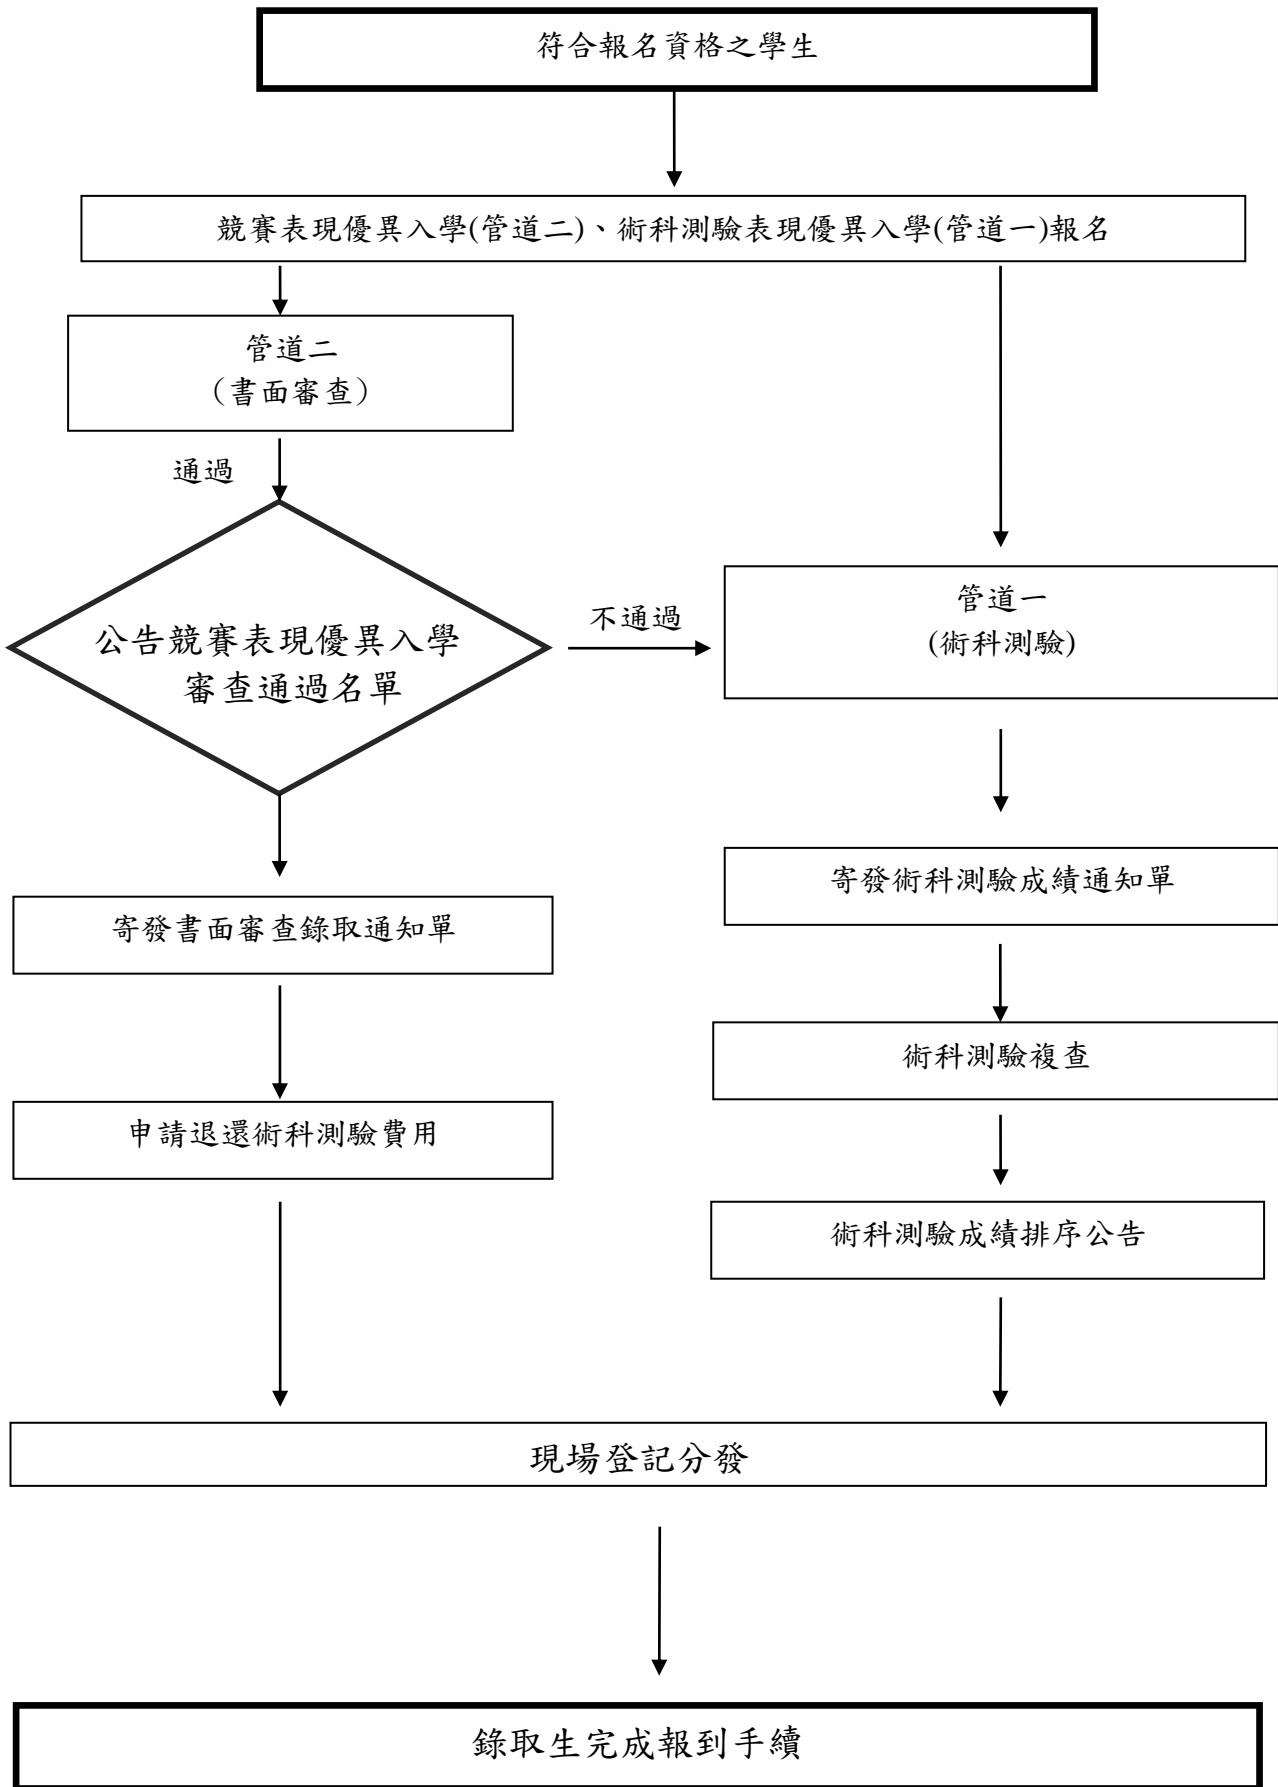 符合報名資格之學生
競賽表現優異入學(管道二)、術科測驗表現優異入學(管道一)報名
管道二
（書面審查）
通過
公告競賽表現優異入學
審查通過名單
不通過
管道一
(術科測驗)
寄發術科測驗成績通知單
寄發書面審查錄取通知單
術科測驗複查
申請退還術科測驗費用
術科測驗成績排序公告
現場登記分發
錄取生完成報到手續